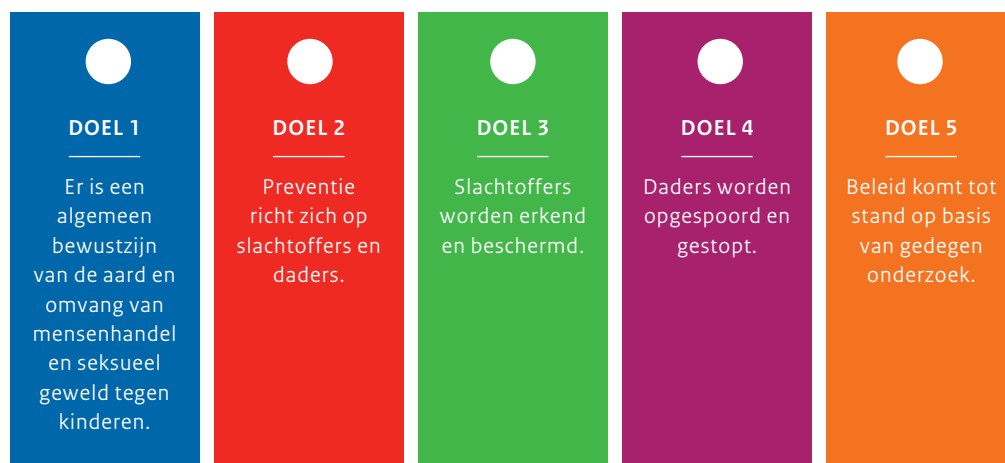 DOEL 1
Er is een
algemeen
bewustzijn
van de aard en
omvang van
mensenhandel
en seksueel
geweld tegen
kinderen.
DOEL 2
Preventie
richt zich op
slachtoffers en
daders.
DOEL 3
Slachtoffers
worden erkend
en beschermd.
DOEL 4
Daders worden
opgespoord en
gestopt.
DOEL 5
Beleid komt tot
stand op basis
van gedegen
onderzoek.